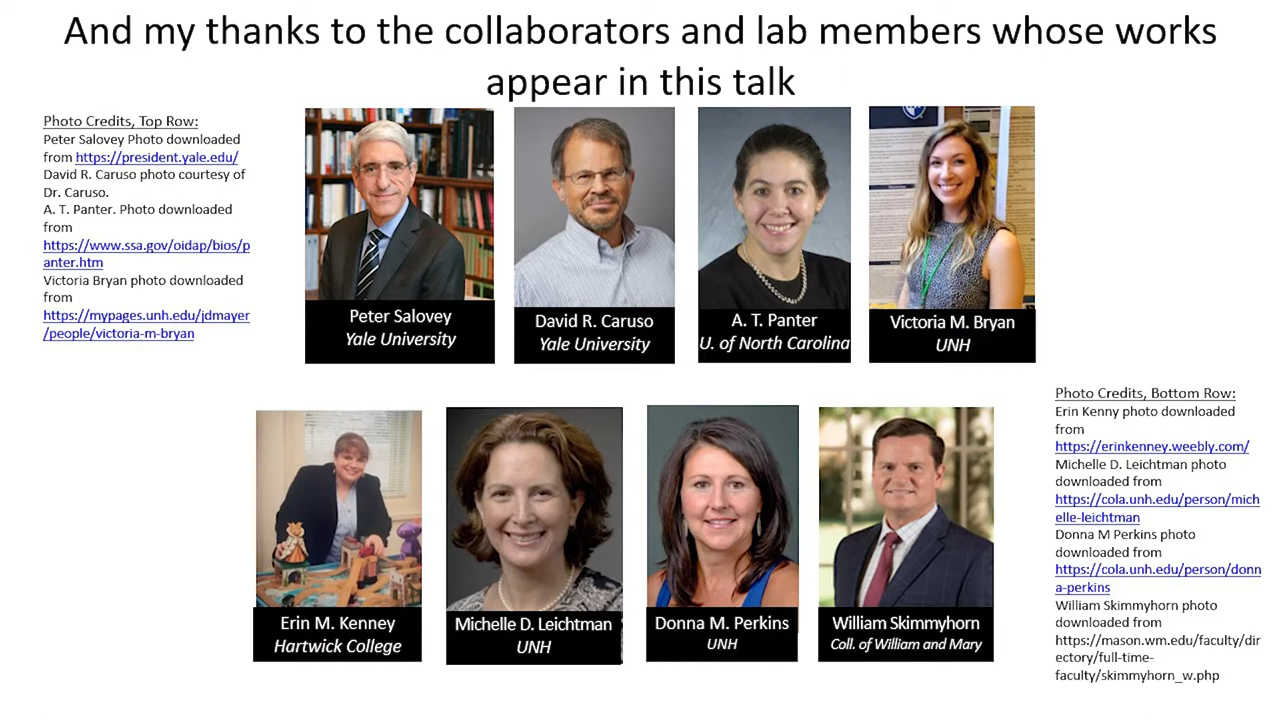 And my thanks to the collaborators and lab members whose works
appear in this talk
Photo Credits, Top Row:
Peter Salovey Photo downloaded
from https://president.yale.edu/
David R. Caruso photo courtesy of
Dr. Caruso.
A. T. Panter. Photo downloaded
from
https://www.ssa.gov/oidap/bios/p
anter.htm
Victoria Bryan photo downloaded
from
https://mypages.unh.edu/jdmayer
/people/victoria-m-bryan
Peter Salovey
Yale University
David R. Caruso
Yale University
A. T. Panter
U. of North Carolina
Victoria M. Bryan
UNH
Erin M. Kenney
Hartwick College
Michelle D. Leichtman
UNH
Donna M. Perkins
UNH
William Skimmyhorn
Coll. of William and Mary
Photo Credits, Bottom Row:
Erin Kenny photo downloaded
from
https://erinkenney.weebly.com/
Michelle D. Leichtman photo
downloaded from
https://cola.unh.edu/person/mich
elle-leichtman
Donna M Perkins photo
downloaded from
https://cola.unh.edu/person/donn
a-perkins
William Skimmyhorn photo
downloaded from
https://mason.wm.edu/faculty/dir
ectory/full-time-
faculty/skimmyhorn_w.php